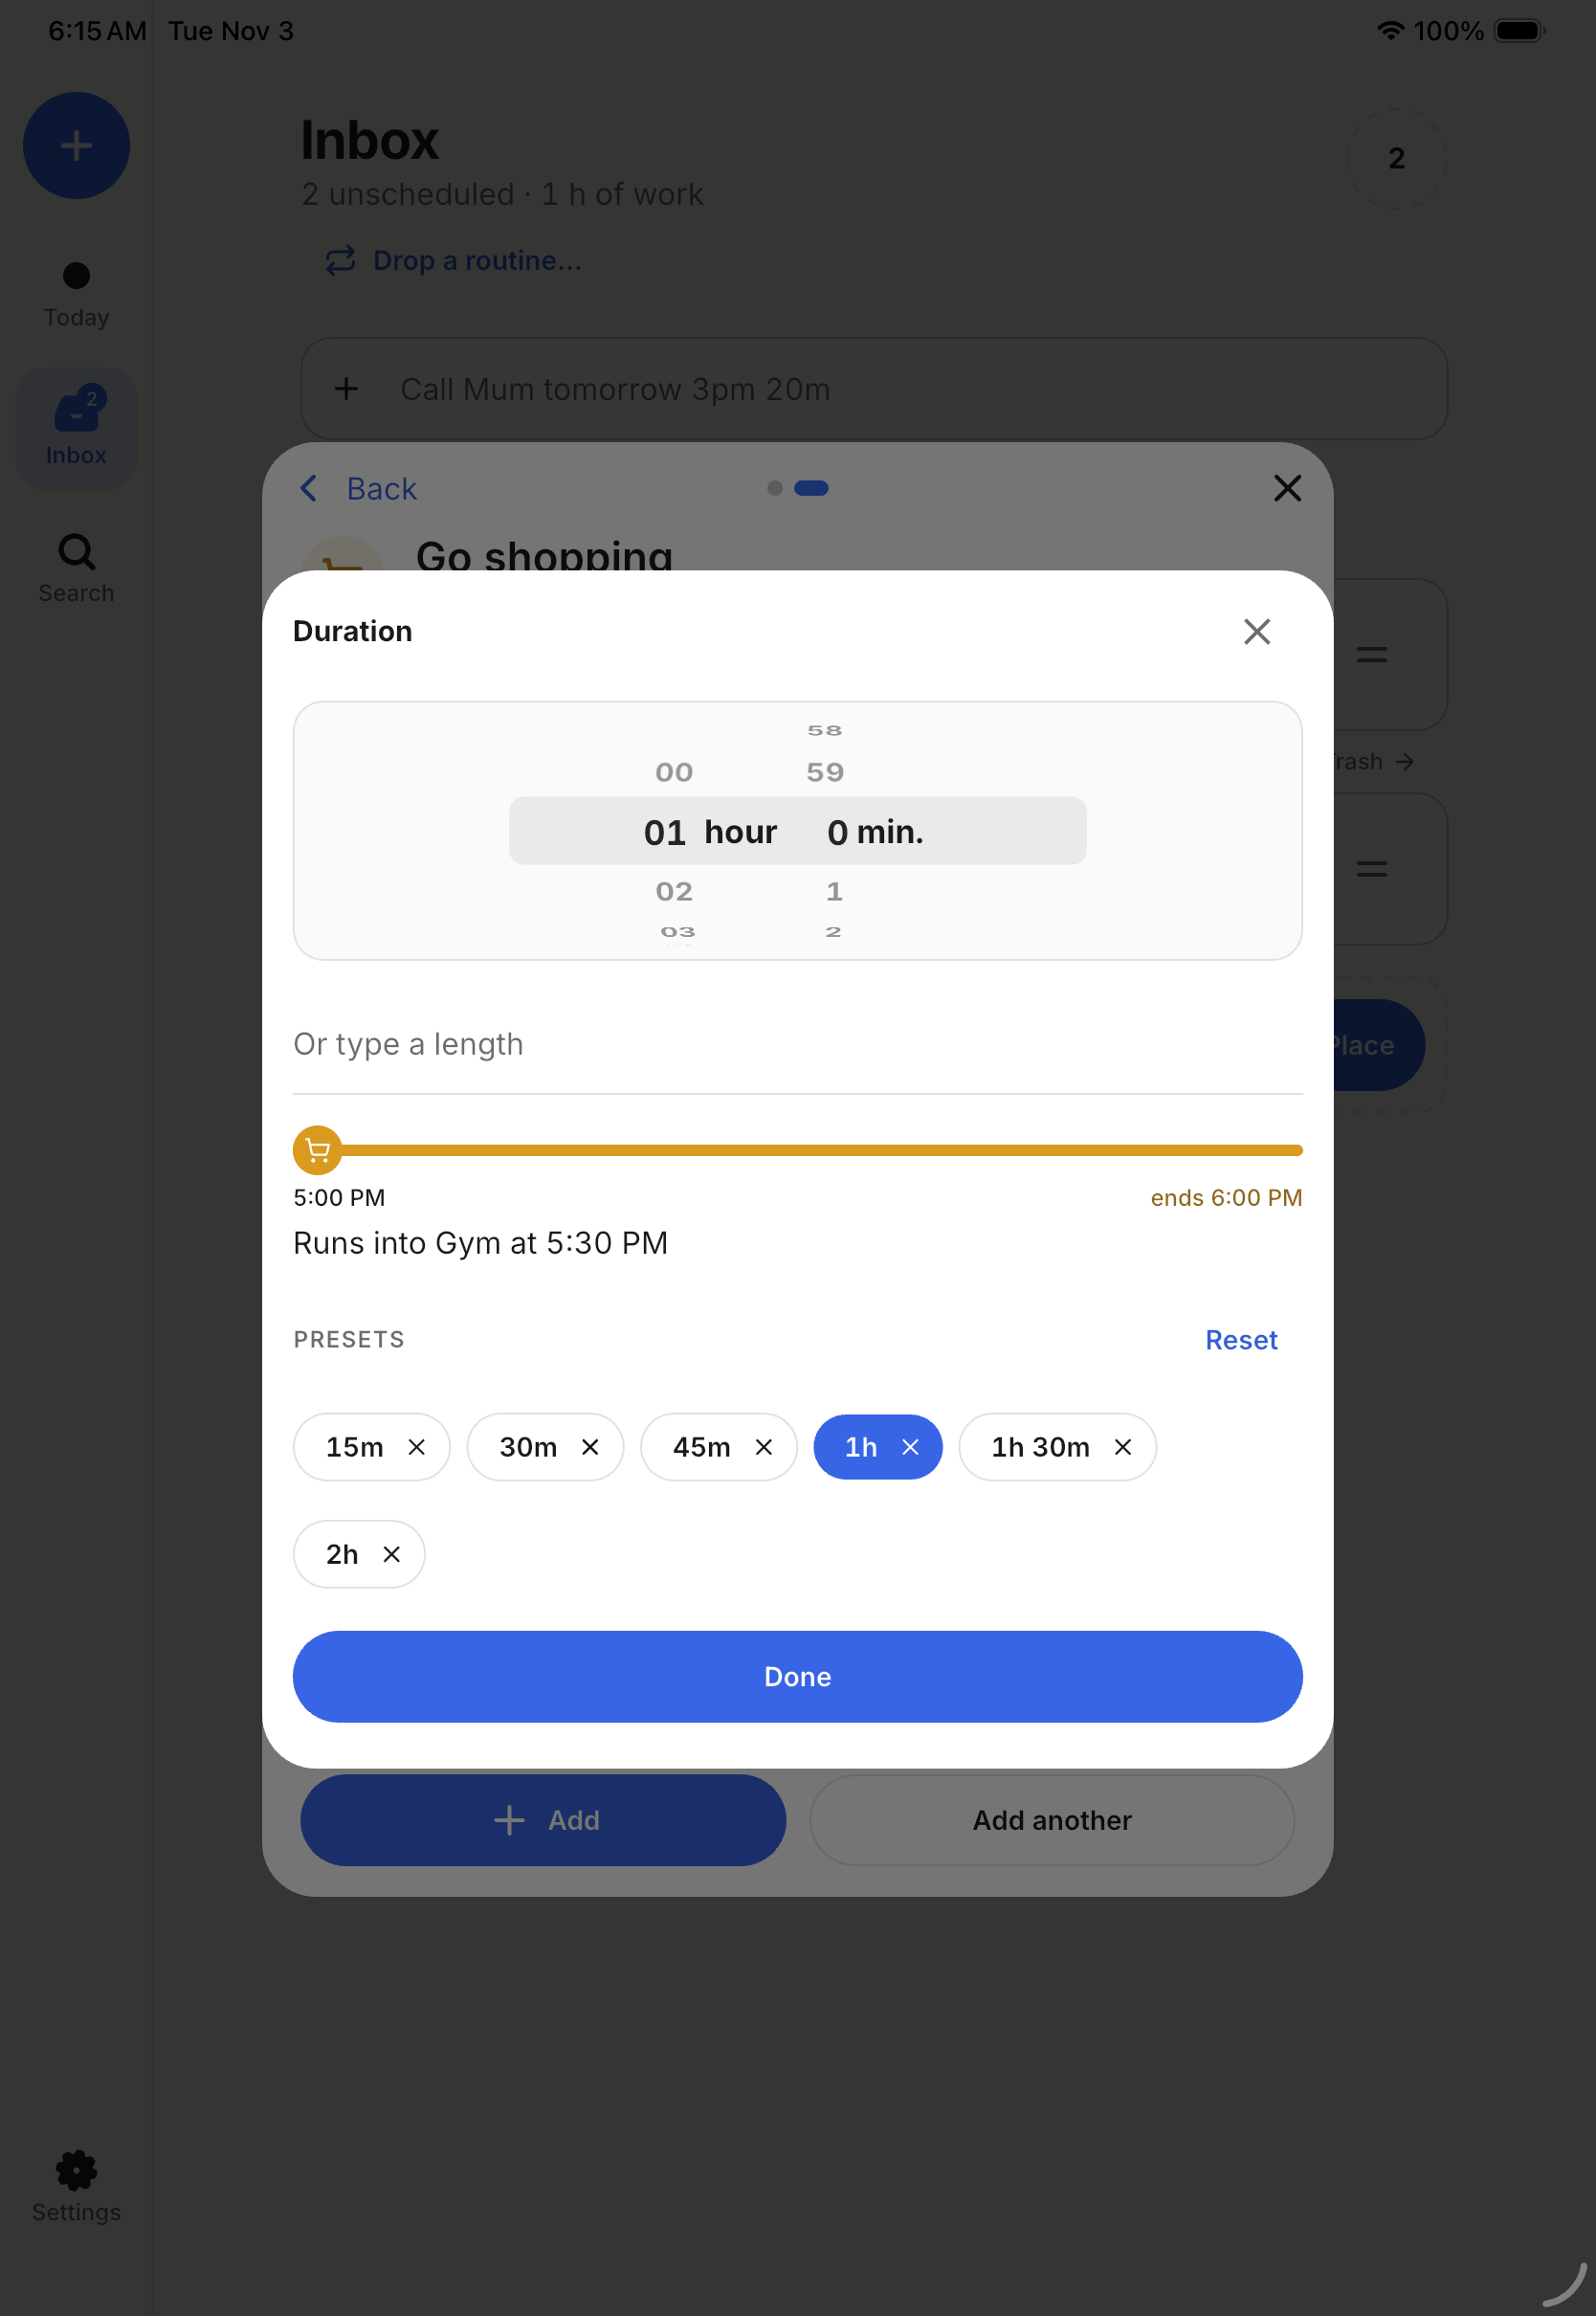 6:15 AM Tue Nov 3
100%
Inbox
2
2 unscheduled · 1 h of work
Drop a routine...
Today
Call Mum tomorrow 3pm 20m
2
Inbox
Back
Go shopping
Search
Duration
58
00 59
01 hour 0 min.
02 1
03 2
Trash
Or type a length
Place
5:00 PM ends 6:00 PM
Runs into Gym at 5:30 PM
PRESETS Reset
15m 30m 45m 1h 1h 30m
2h
Done
Add Add another
Settings